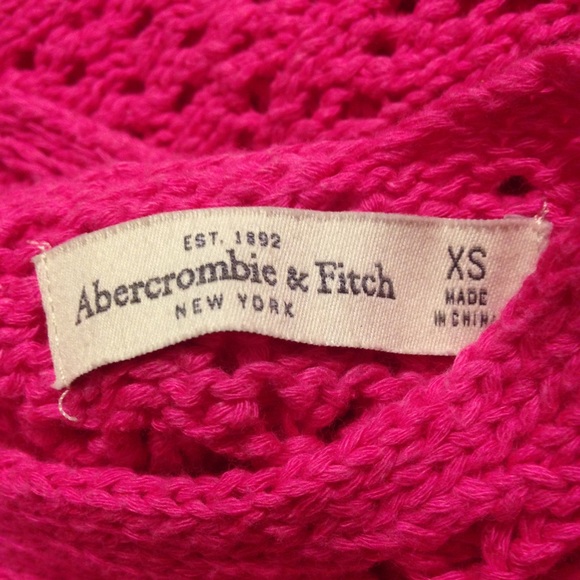 EST. 1892
Abercrombie & Fitch
NEW YORK
XS
MADE
IN CHINA